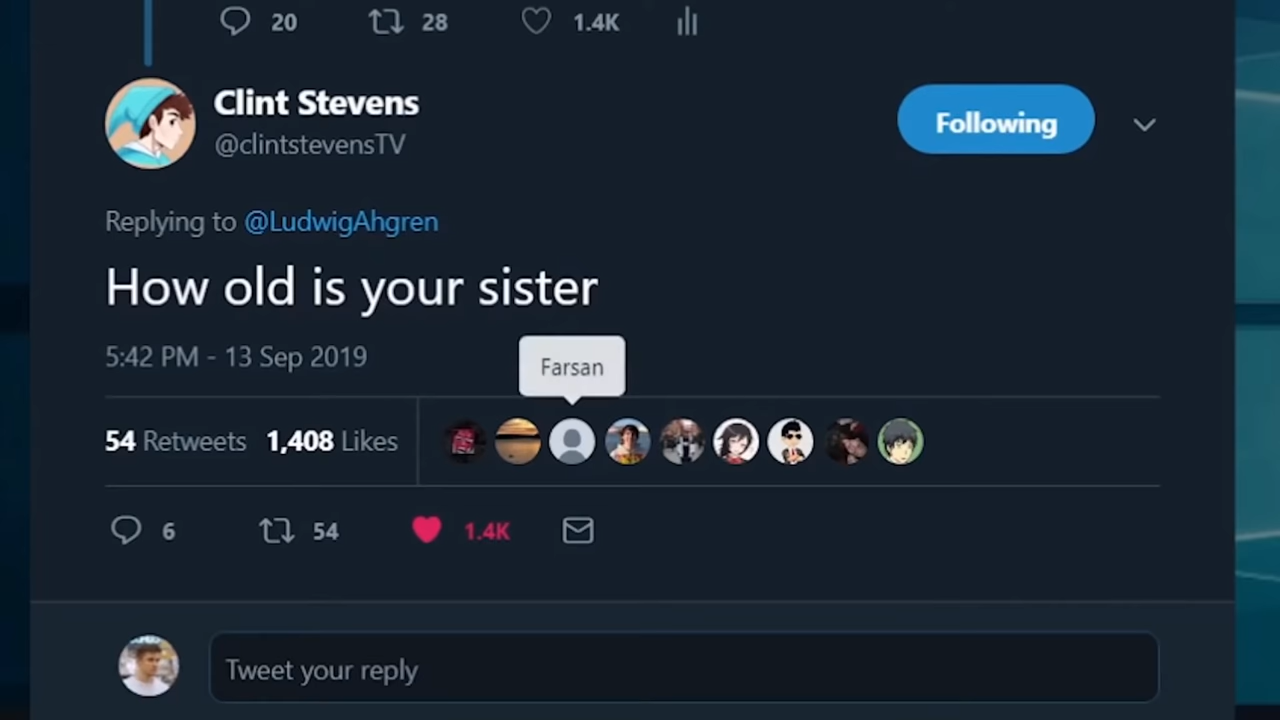 20 28 1.4K
Clint Stevens
@clintstevensTV
Following
Replying to @LudwigAhgren
How old is your sister
5:42 PM - 13 Sep 2019
Farsan
54 Retweets 1,408 Likes
6 54 1.4K
Tweet your reply